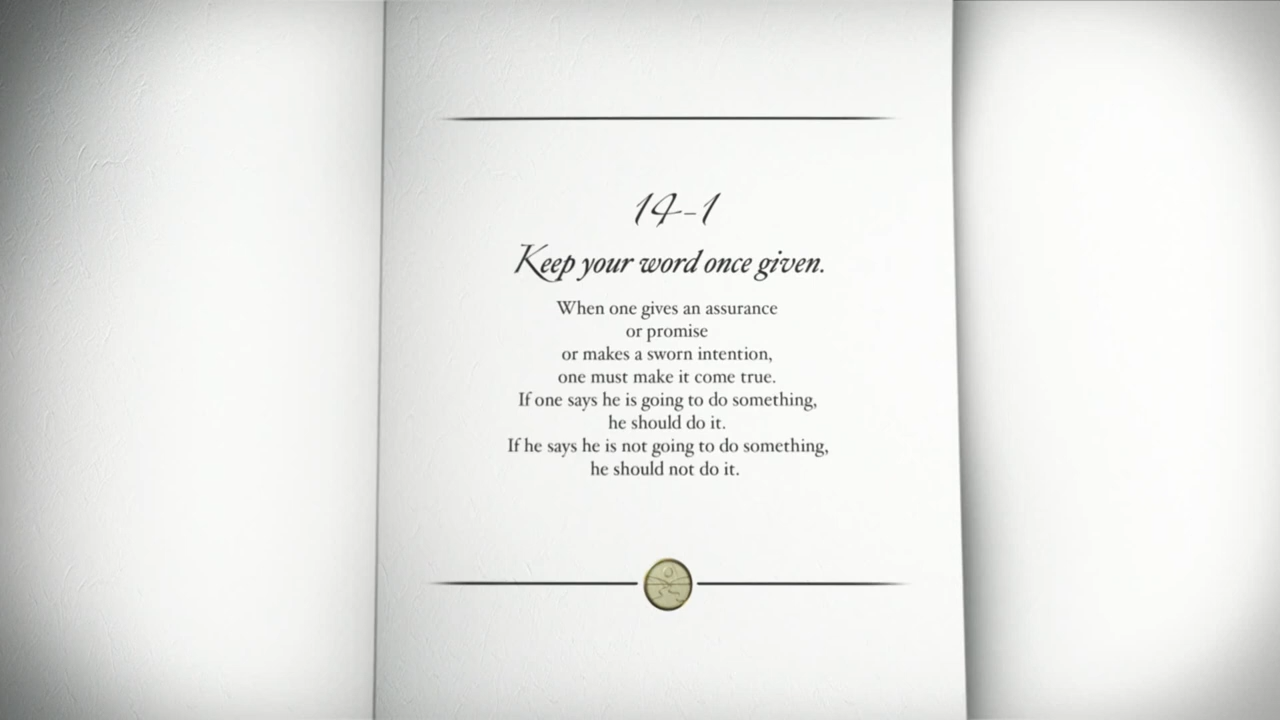 14-1
Keep your word once given.
When one gives an assurance
or promise
or makes a sworn intention,
one must make it come true.
If one says he is going to do something,
he should do it.
If he says he is not going to do something,
he should not do it.